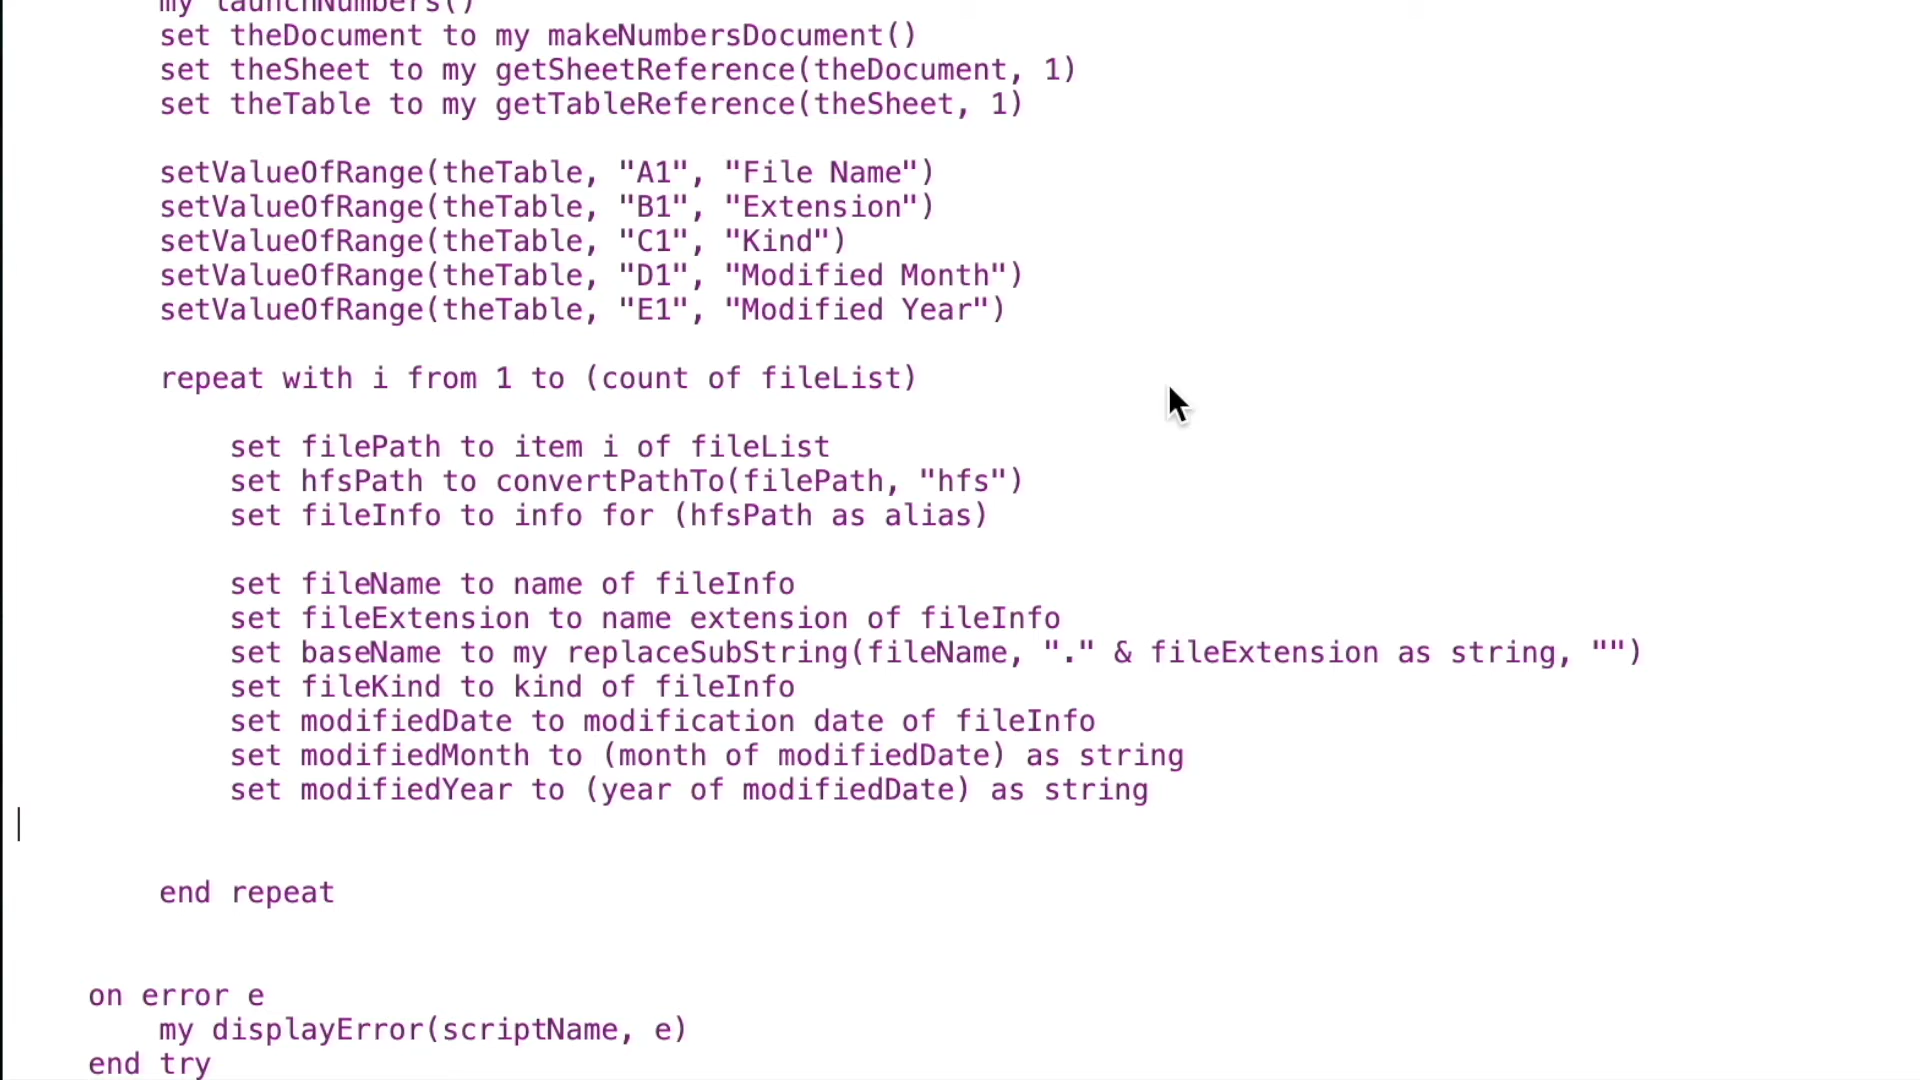 my launchNumbers()
set theDocument to my makeNumbersDocument()
set theSheet to my getSheetReference(theDocument, 1)
set theTable to my getTableReference(theSheet, 1)
setValueOfRange(theTable, "A1", "File Name")
setValueOfRange(theTable, "B1", "Extension")
setValueOfRange(theTable, "C1", "Kind")
setValueOfRange(theTable, "D1", "Modified Month")
setValueOfRange(theTable, "E1", "Modified Year")
repeat with i from 1 to (count of fileList)
set filePath to item i of fileList
set hfsPath to convertPathTo(filePath, "hfs")
set fileInfo to info for (hfsPath as alias)
set fileName to name of fileInfo
set fileExtension to name extension of fileInfo
set baseName to my replaceSubString(fileName, "." & fileExtension as string, "")
set fileKind to kind of fileInfo
set modifiedDate to modification date of fileInfo
set modifiedMonth to (month of modifiedDate) as string
set modifiedYear to (year of modifiedDate) as string
end repeat
on error e
my displayError(scriptName, e)
end try